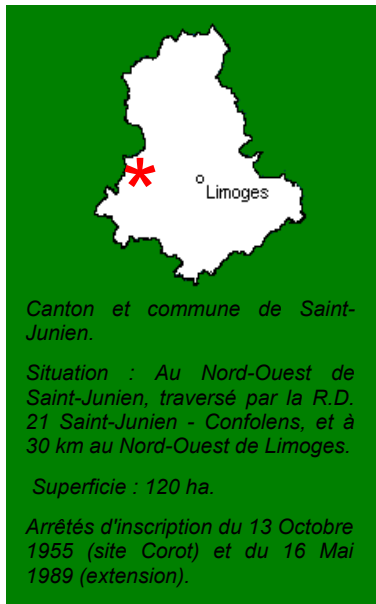 Limoges
Canton et commune de Saint-
Junien.
Situation : Au Nord-Ouest de
Saint-Junien, traversé par la R.D.
21 Saint-Junien - Confolens, et à
30 km au Nord-Ouest de Limoges.
Superficie : 120 ha.
Arrêtés d'inscription du 13 Octobre
1955 (site Corot) et du 16 Mai
1989 (extension).